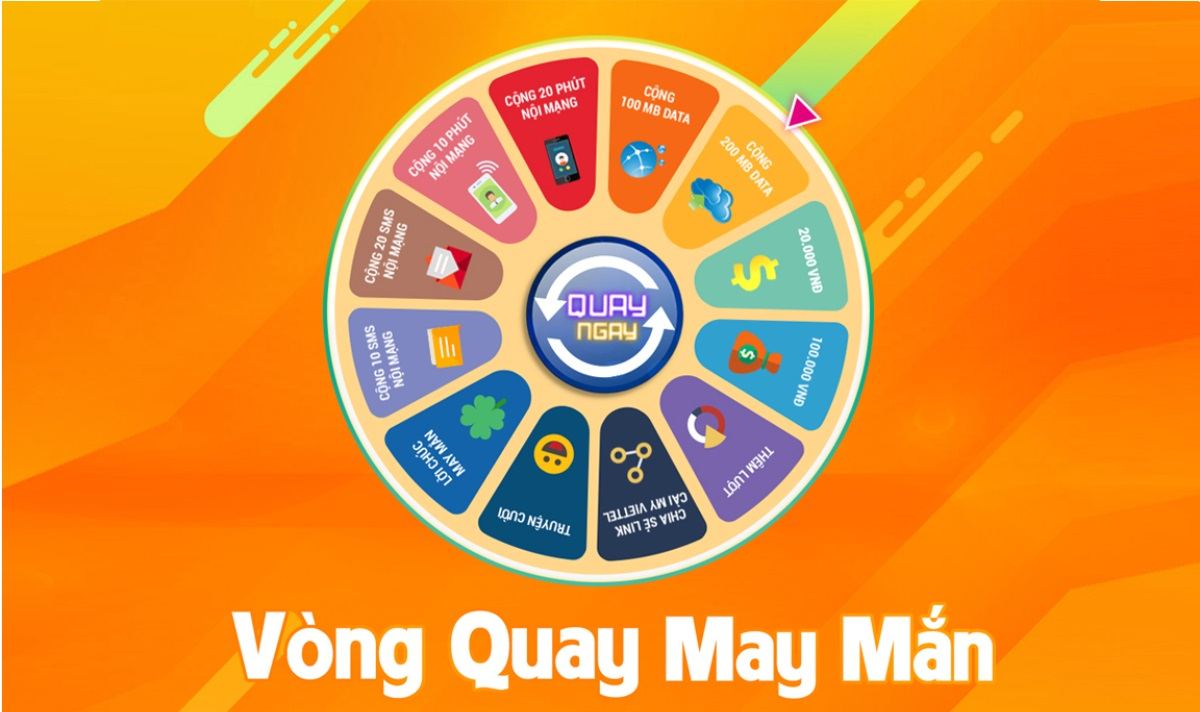 CỘNG 20 PHÚT
NỘI MẠNG
CỘNG
100 MB DATA
CỘNG
200 MB DATA
20.000 VNĐ
100.000 VNĐ
THÊM LƯỢT
CHIA SẺ LINK
CÀI MY VIETTEL
TRUYỆN CƯỜI
LỜI CHÚC
MAY MẮN
CỘNG 10 SMS
NỘI MẠNG
CỘNG 20 SMS
NỘI MẠNG
CỘNG 10 PHÚT
NỘI MẠNG
QUAY
NGAY
Vòng Quay May Mắn